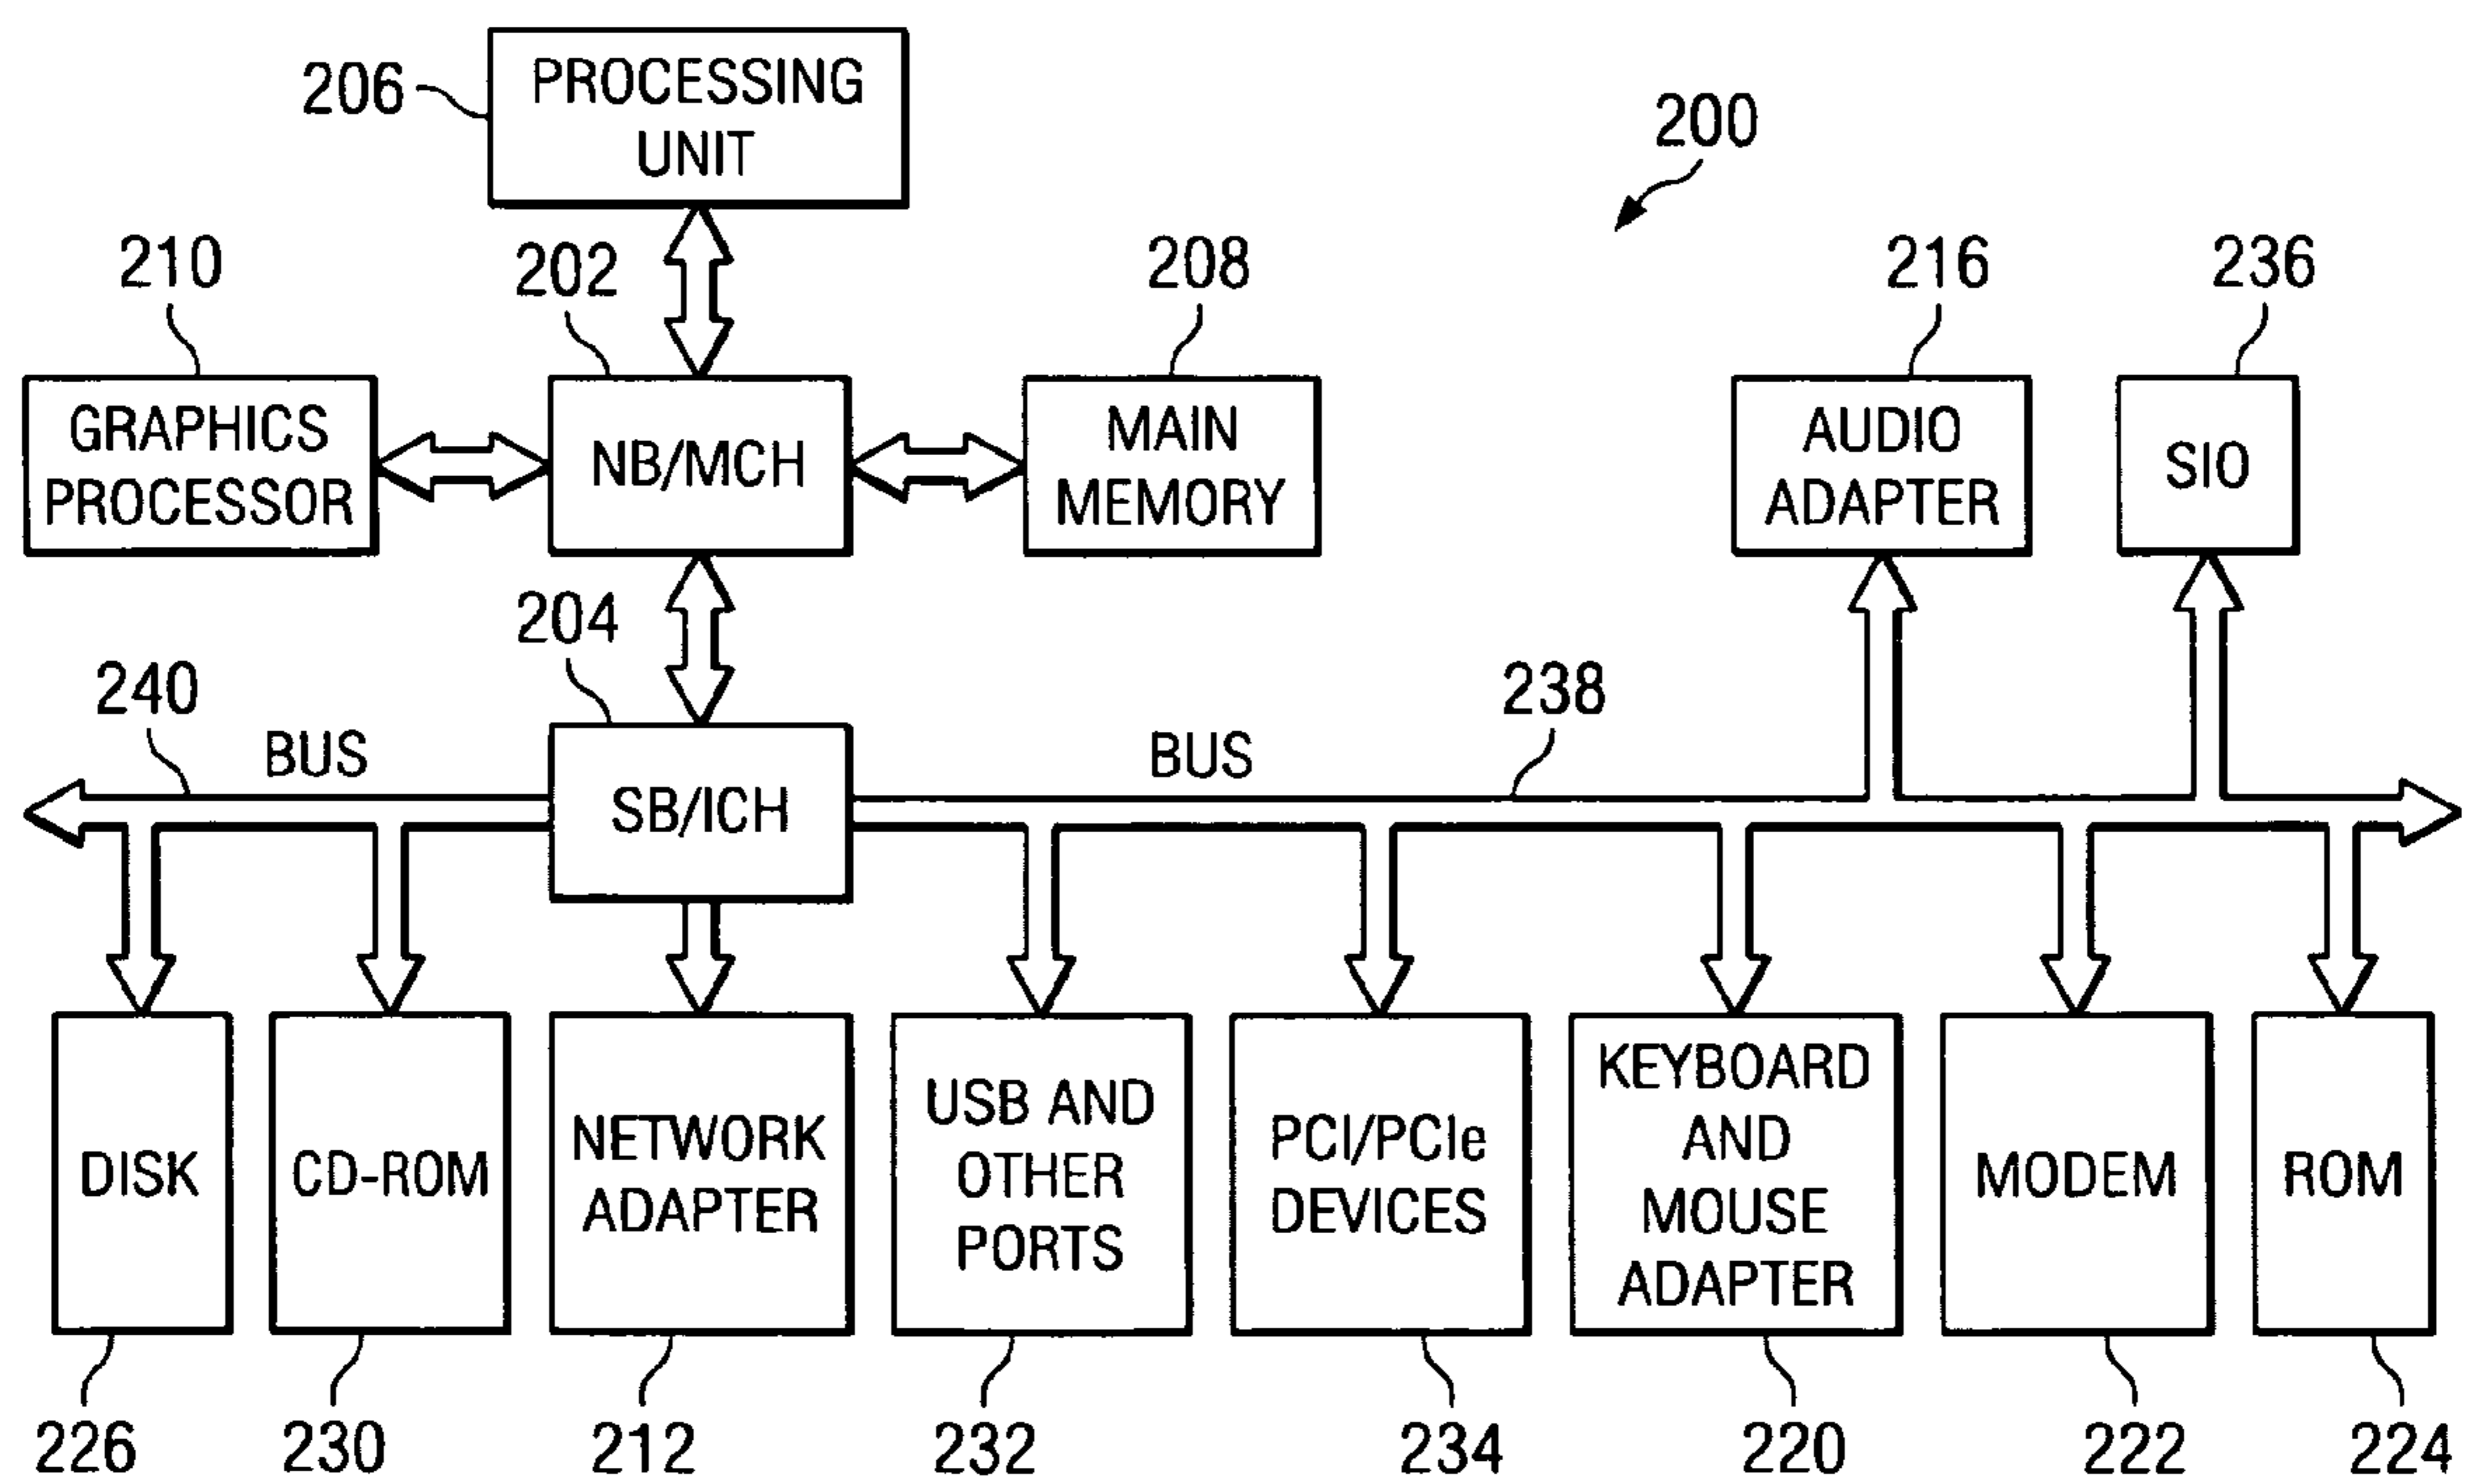 206
PROCESSING
UNIT
200
210
202
208
216
236
GRAPHICS
PROCESSOR
NB/MCH
MAIN
MEMORY
AUDIO
ADAPTER
SIO
204
240
BUS
238
BUS
SB/ICH
DISK
CD-ROM
NETWORK
ADAPTER
USB AND
OTHER
PORTS
PCI/PCIe
DEVICES
KEYBOARD
AND
MOUSE
ADAPTER
MODEM
ROM
226
230
212
232
234
220
222
224